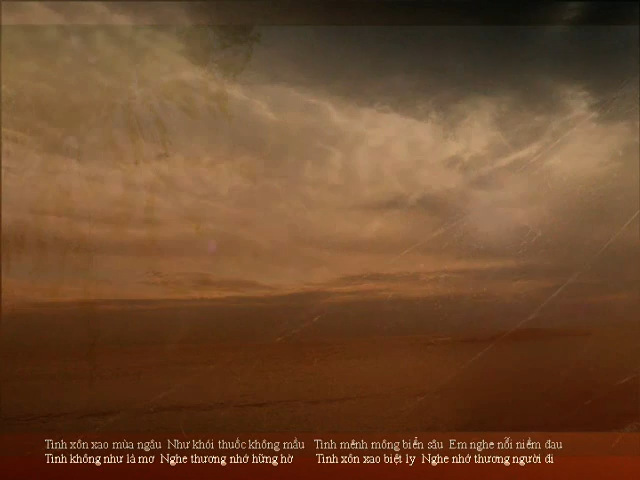 Tình xôn xao mùa ngâu Như khói thuốc không mầu Tình mênh mông biển sâu Em nghe nỗi niềm đau
Tình không như là mơ Nghe thương nhớ hững hờ Tình xôn xao biệt ly Nghe nhớ thương người đi